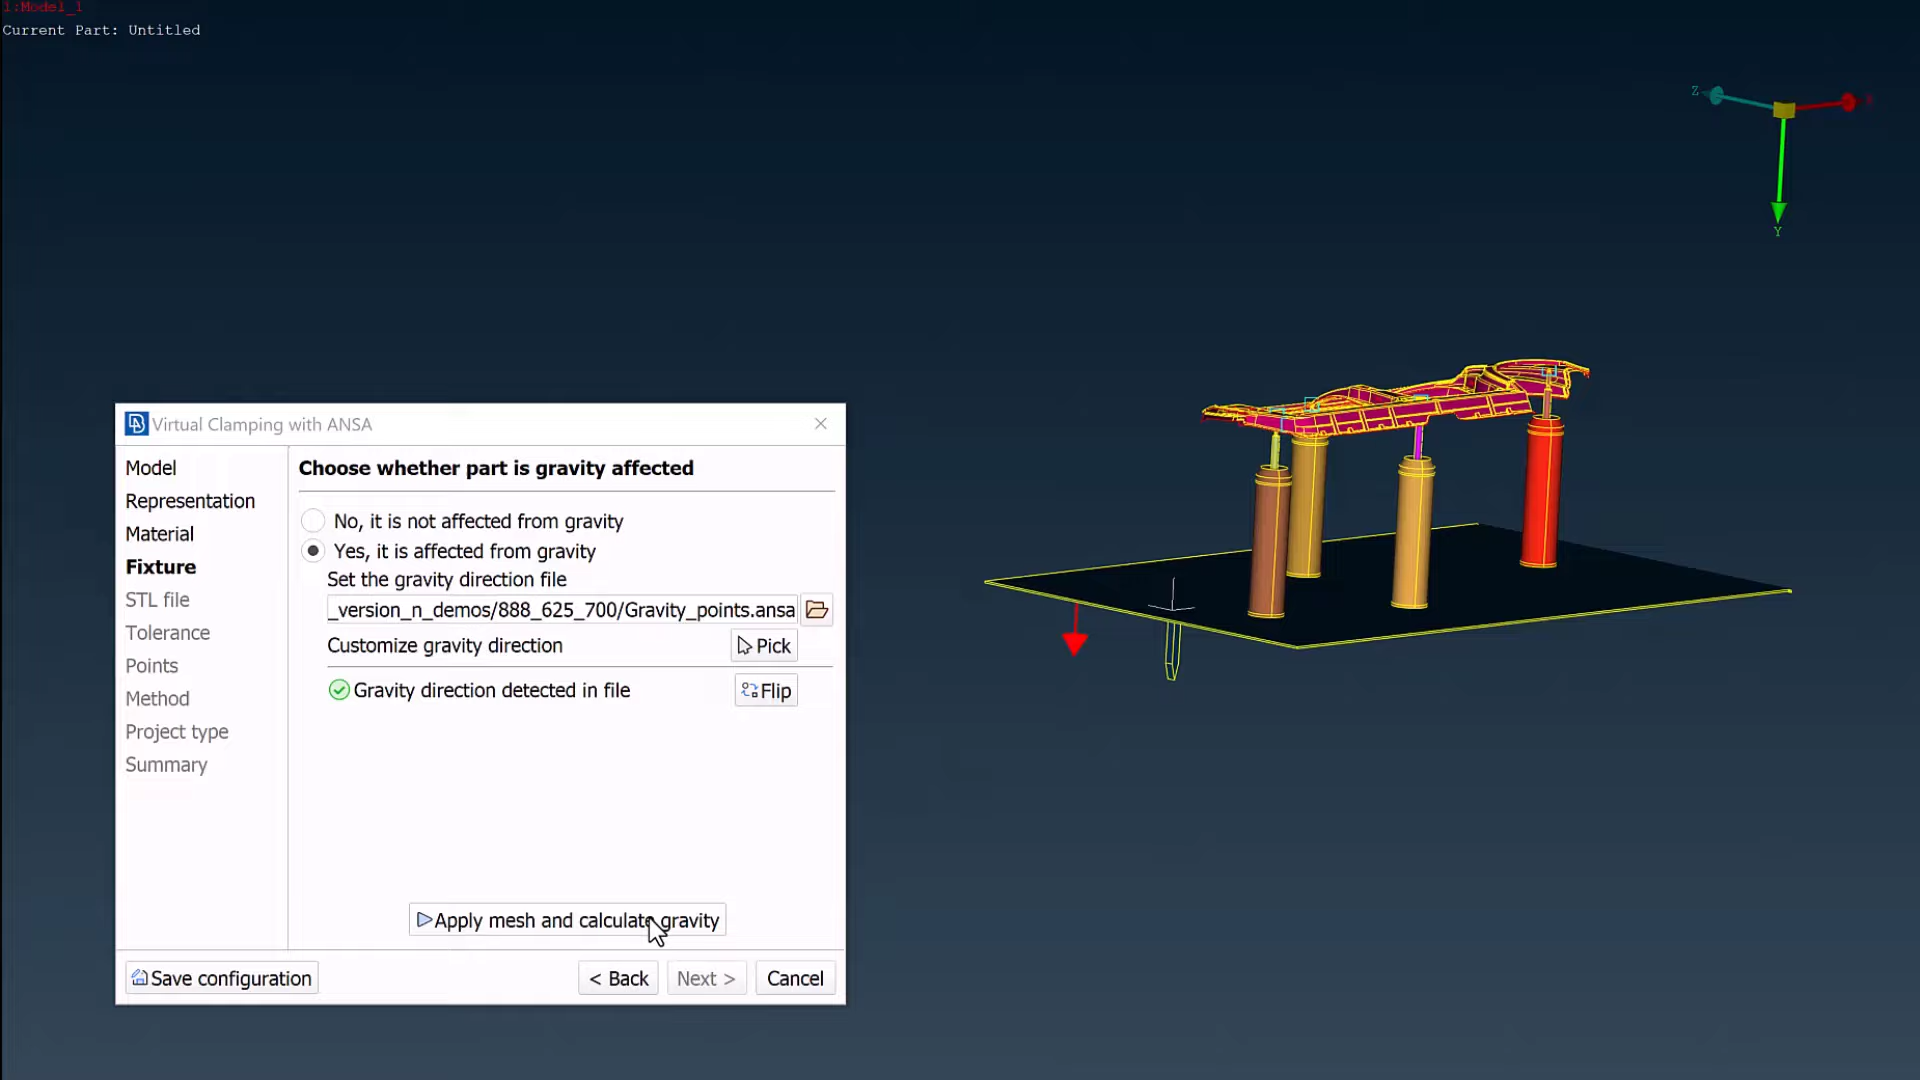 1:Model_1
Current Part: Untitled
Z
Y
Virtual Clamping with ANSA
Model
Representation
Material
Fixture
STL file
Tolerance
Points
Method
Project type
Summary
Choose whether part is gravity affected
No, it is not affected from gravity
Yes, it is affected from gravity
Set the gravity direction file
_version_n_demos/888_625_700/Gravity_points.ansa
Customize gravity direction
Pick
Gravity direction detected in file
Flip
Apply mesh and calculate gravity
Save configuration
< Back
Next >
Cancel